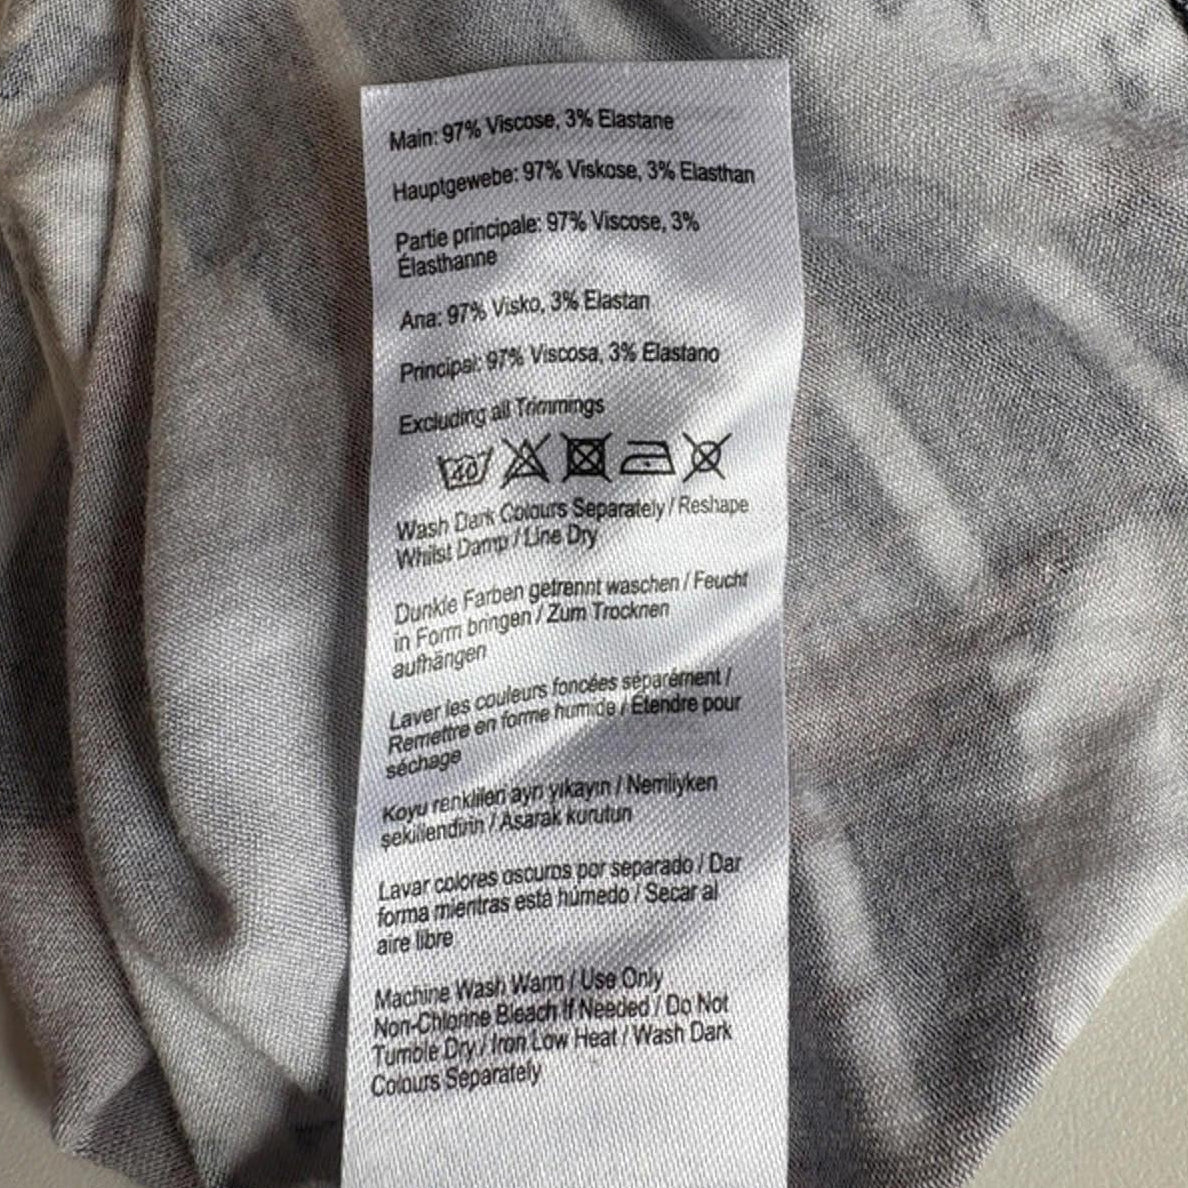 Main: 97% Viscose, 3% Elastane
Hauptgewebe: 97% Viskose, 3% Elasthan
Partie principale: 97% Viscose, 3%
Élasthanne
Ana: 97% Visko, 3% Elastan
Principal: 97% Viscosa, 3% Elastano
Excluding all Trimmings
40
Wash Dark Colours Separately / Reshape
Whilst Damp / Line Dry
Dunkle Farben getrennt waschen / Feucht
in Form bringen / Zum Trocknen
aufhängen
Laver les couleurs foncées séparément /
Remettre en forme humide / Étendre pour
séchage
Koyu renklileri ayrı yıkayın / Nemliyken
şekillendirin / Asarak kurutun
Lavar colores oscuros por separado / Dar
forma mientras está húmedo / Secar al
aire libre
Machine Wash Warm / Use Only
Non-Chlorine Bleach If Needed / Do Not
Tumble Dry / Iron Low Heat / Wash Dark
Colours Separately